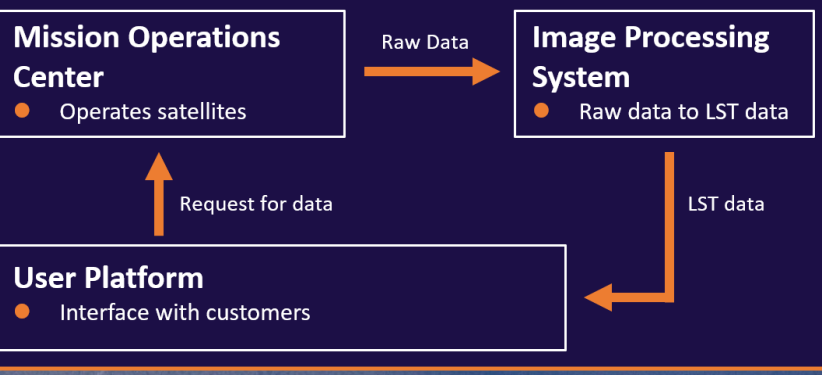 Mission Operations
Center
● Operates satellites
Raw Data
Image Processing
System
● Raw data to LST data
Request for data
LST data
User Platform
● Interface with customers